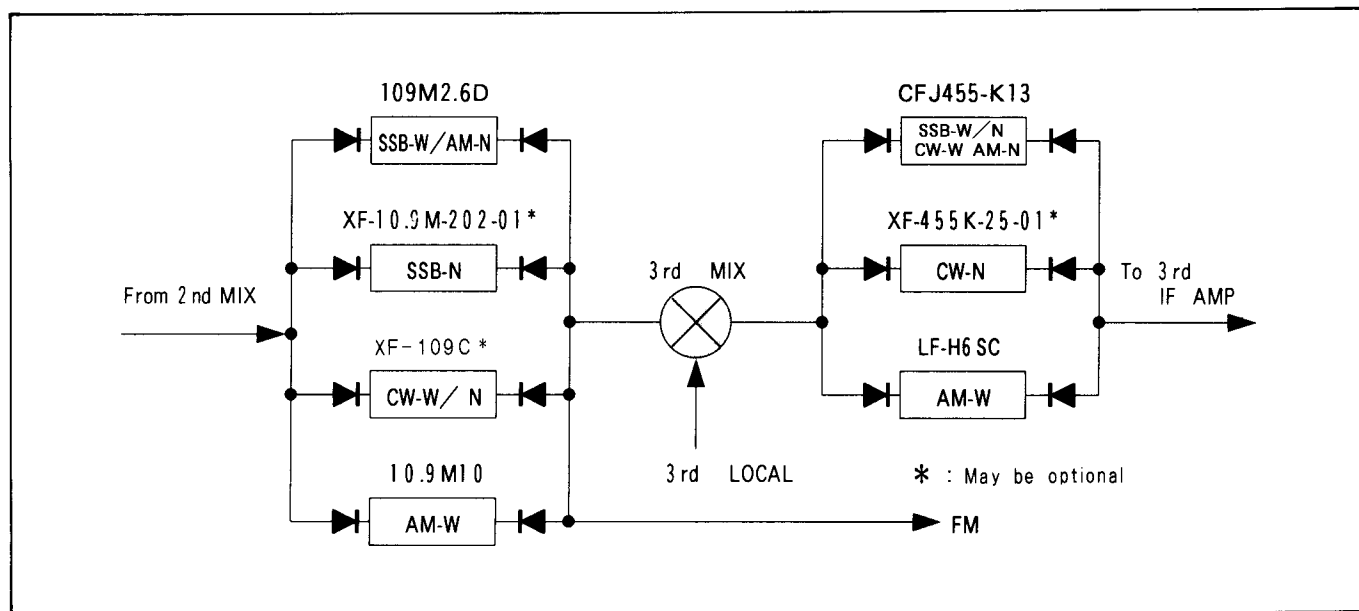 109M2.6D
SSB-W/AM-N
XF-10.9M-202-01*
SSB-N
From 2nd MIX
XF-109C*
CW-W/N
10.9M10
AM-W
3rd MIX
3rd LOCAL
CFJ455-K13
SSB-W/N
CW-W AM-N
XF-455K-25-01*
CW-N
To 3rd
IF AMP
LF-H6SC
AM-W
* : May be optional
FM